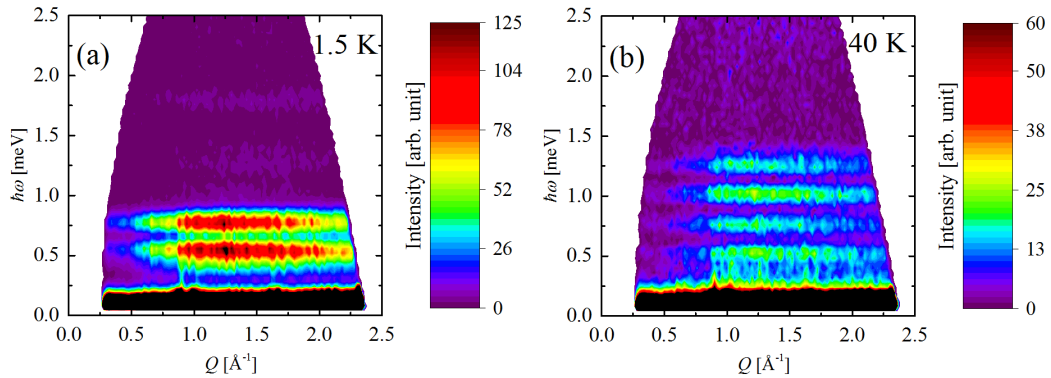 (a)
1.5 K
2.5
2.0
1.5
1.0
0.5
0.0
ħω [meV]
0.0 0.5 1.0 1.5 2.0 2.5
Q [Å⁻¹]
Intensity [arb. unit]
125
104
78
52
26
0
(b)
40 K
2.5
2.0
1.5
1.0
0.5
0.0
ħω [meV]
0.0 0.5 1.0 1.5 2.0 2.5
Q [Å⁻¹]
Intensity [arb. unit]
60
50
38
25
13
0